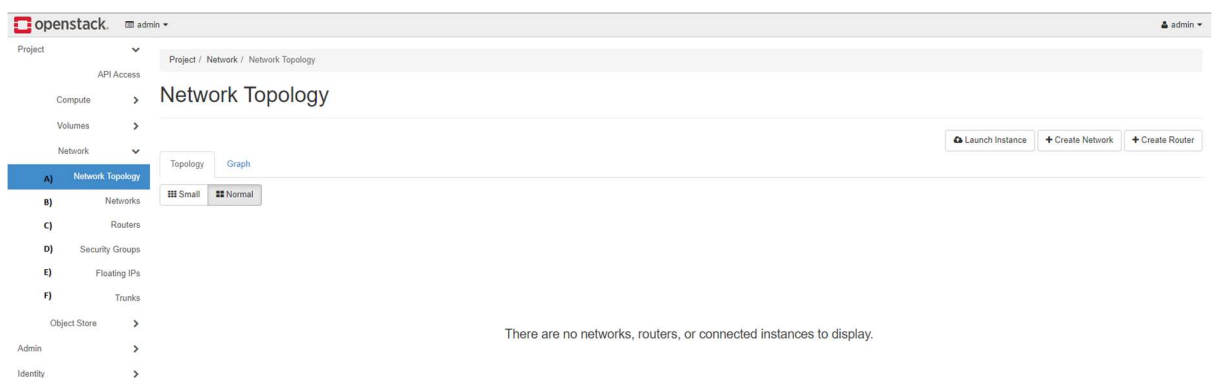 openstack. admin admin
Project
Project / Network / Network Topology
API Access
Compute
Network Topology
Volumes
Launch Instance + Create Network + Create Router
Network
Topology Graph
A) Network Topology
Small Normal
B) Networks
C) Routers
D) Security Groups
E) Floating IPs
F) Trunks
Object Store
There are no networks, routers, or connected instances to display.
Admin
Identity